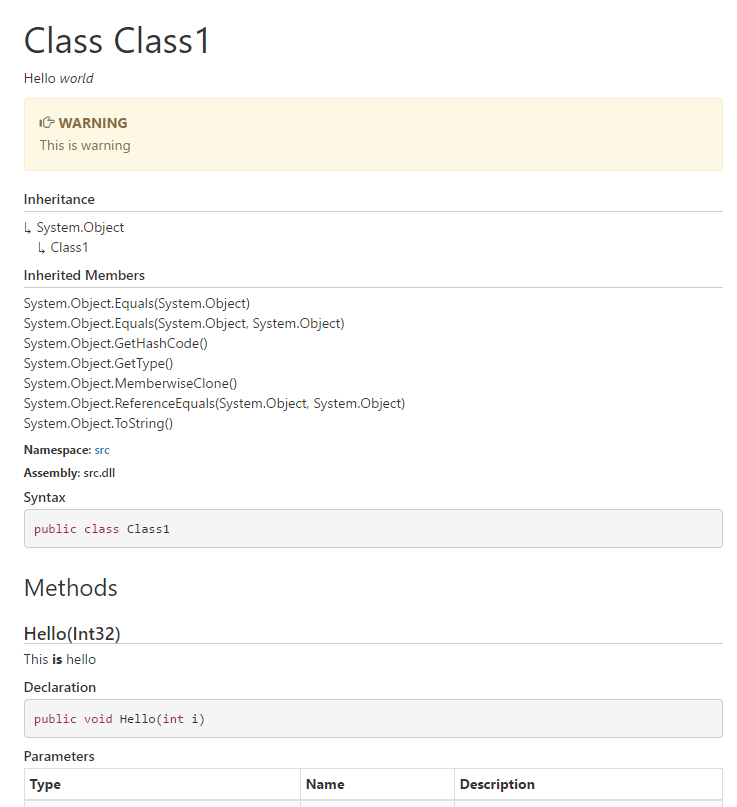 Class Class1
Hello world
WARNING
This is warning
Inheritance
↳ System.Object
↳ Class1
Inherited Members
System.Object.Equals(System.Object)
System.Object.Equals(System.Object, System.Object)
System.Object.GetHashCode()
System.Object.GetType()
System.Object.MemberwiseClone()
System.Object.ReferenceEquals(System.Object, System.Object)
System.Object.ToString()
Namespace: src
Assembly: src.dll
Syntax
public class Class1
Methods
Hello(Int32)
This is hello
Declaration
public void Hello(int i)
Parameters
Type Name Description